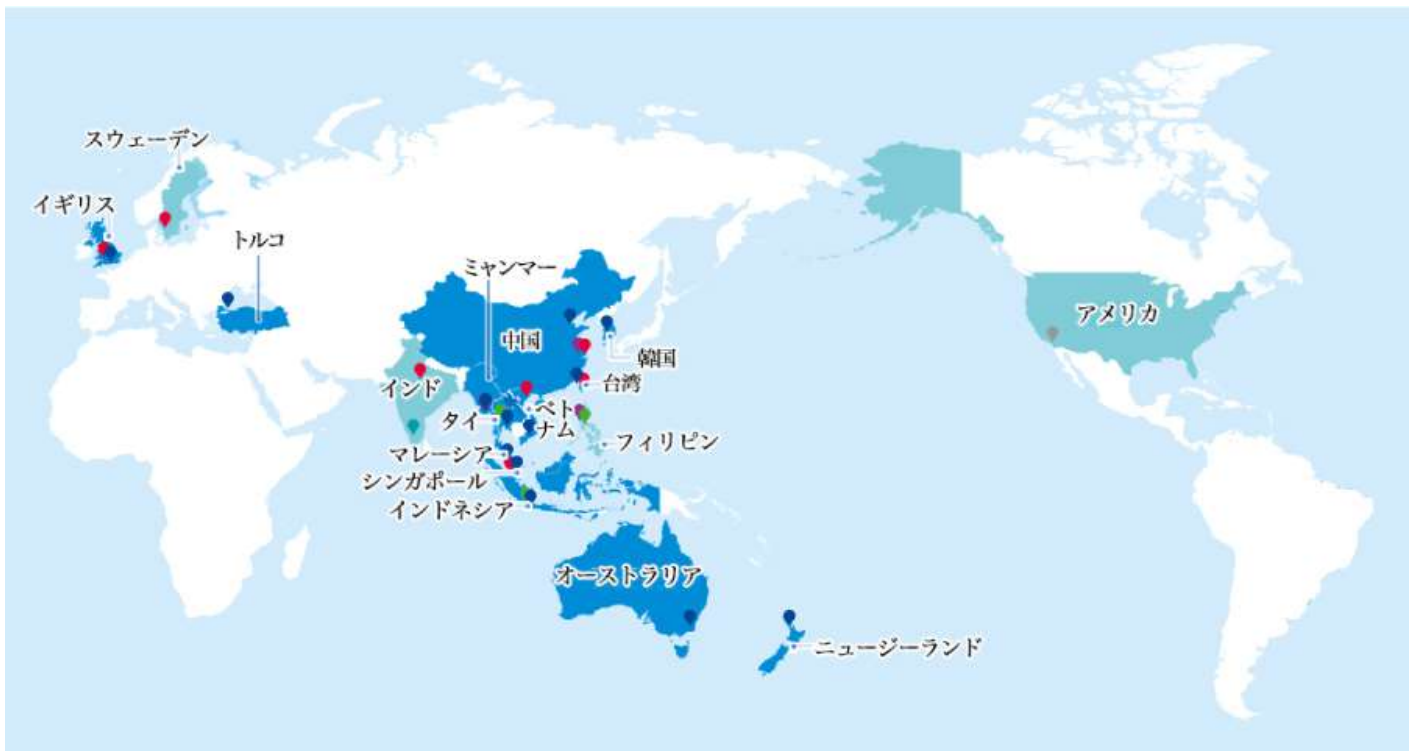 スウェーデン
イギリス
トルコ
ミャンマー
アメリカ
中国
韓国
インド
台湾
タイ
ベト
ナム
フィリピン
マレーシア
シンガポール
インドネシア
オーストラリア
ニュージーランド